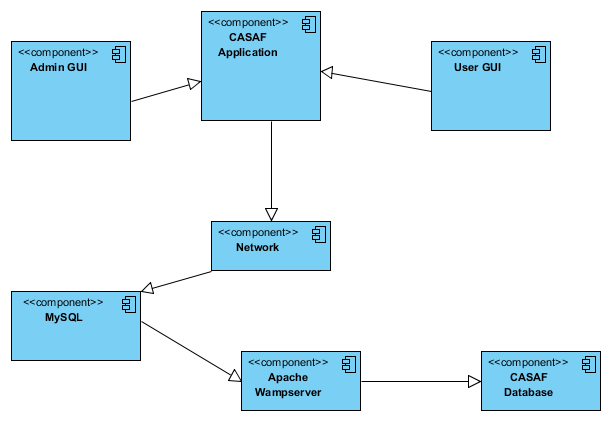 <<component>>
Admin GUI
<<component>>
CASAF
Application
<<component>>
User GUI
<<component>>
Network
<<component>>
MySQL
<<component>>
Apache
Wampserver
<<component>>
CASAF
Database